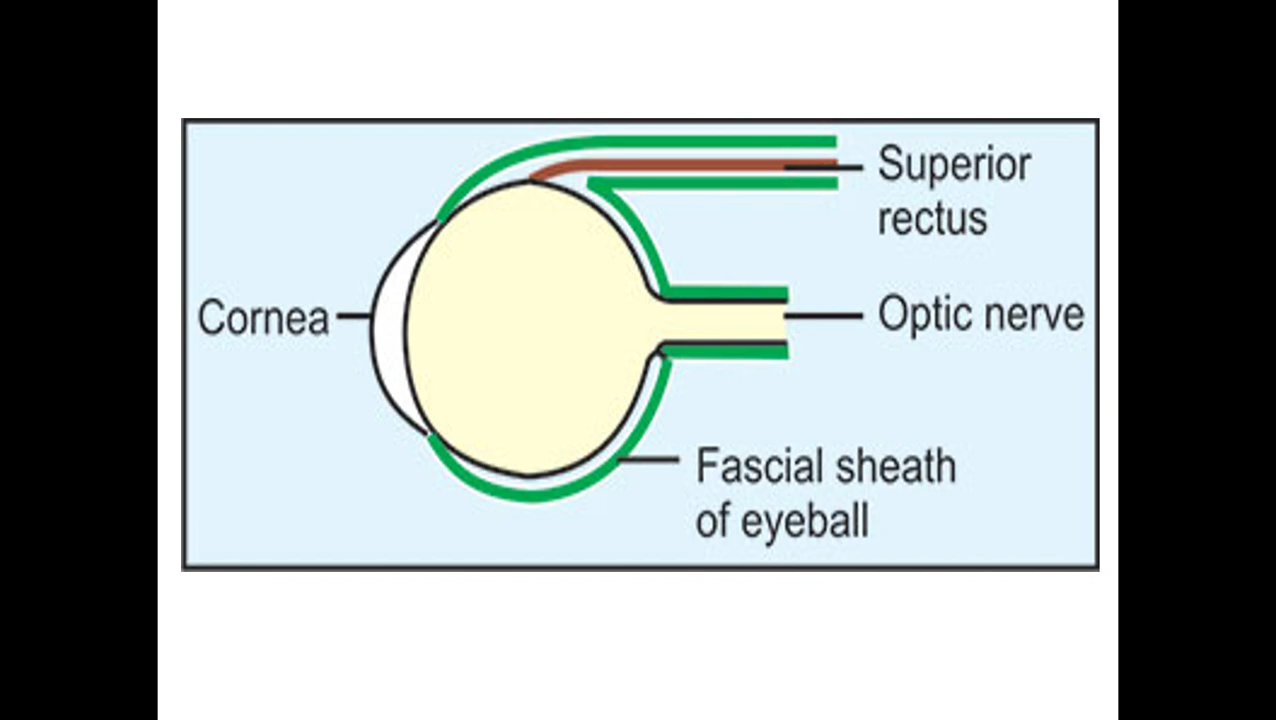 Superior
rectus
Cornea
Optic nerve
Fascial sheath
of eyeball